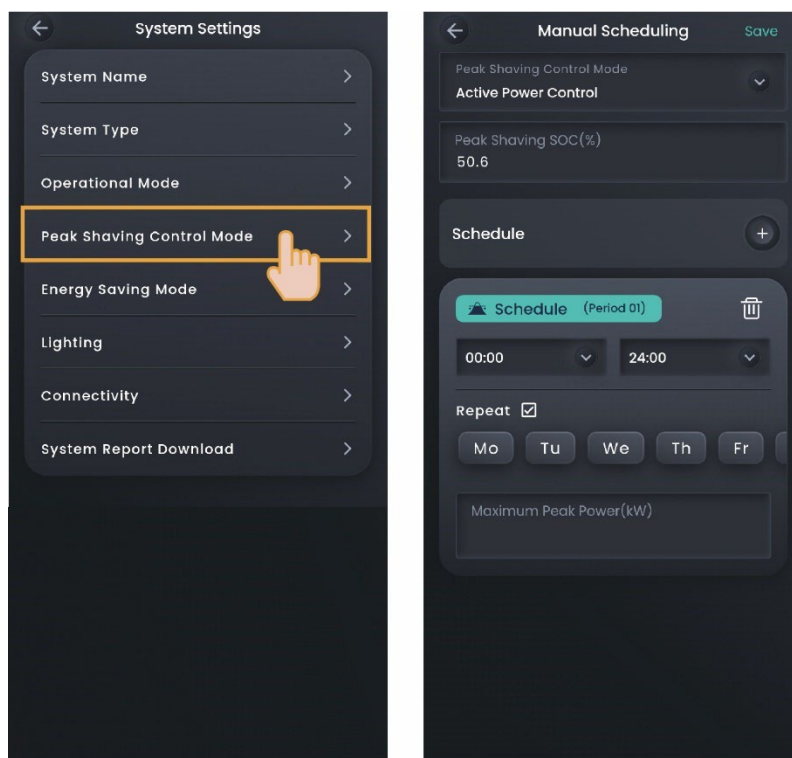 System Settings
System Name
System Type
Operational Mode
Peak Shaving Control Mode
Energy Saving Mode
Lighting
Connectivity
System Report Download
Manual Scheduling
Save
Peak Shaving Control Mode
Active Power Control
Peak Shaving SOC(%)
50.6
Schedule
Schedule (Period 01)
00:00
24:00
Repeat
Mo Tu We Th Fr
Maximum Peak Power(kW)